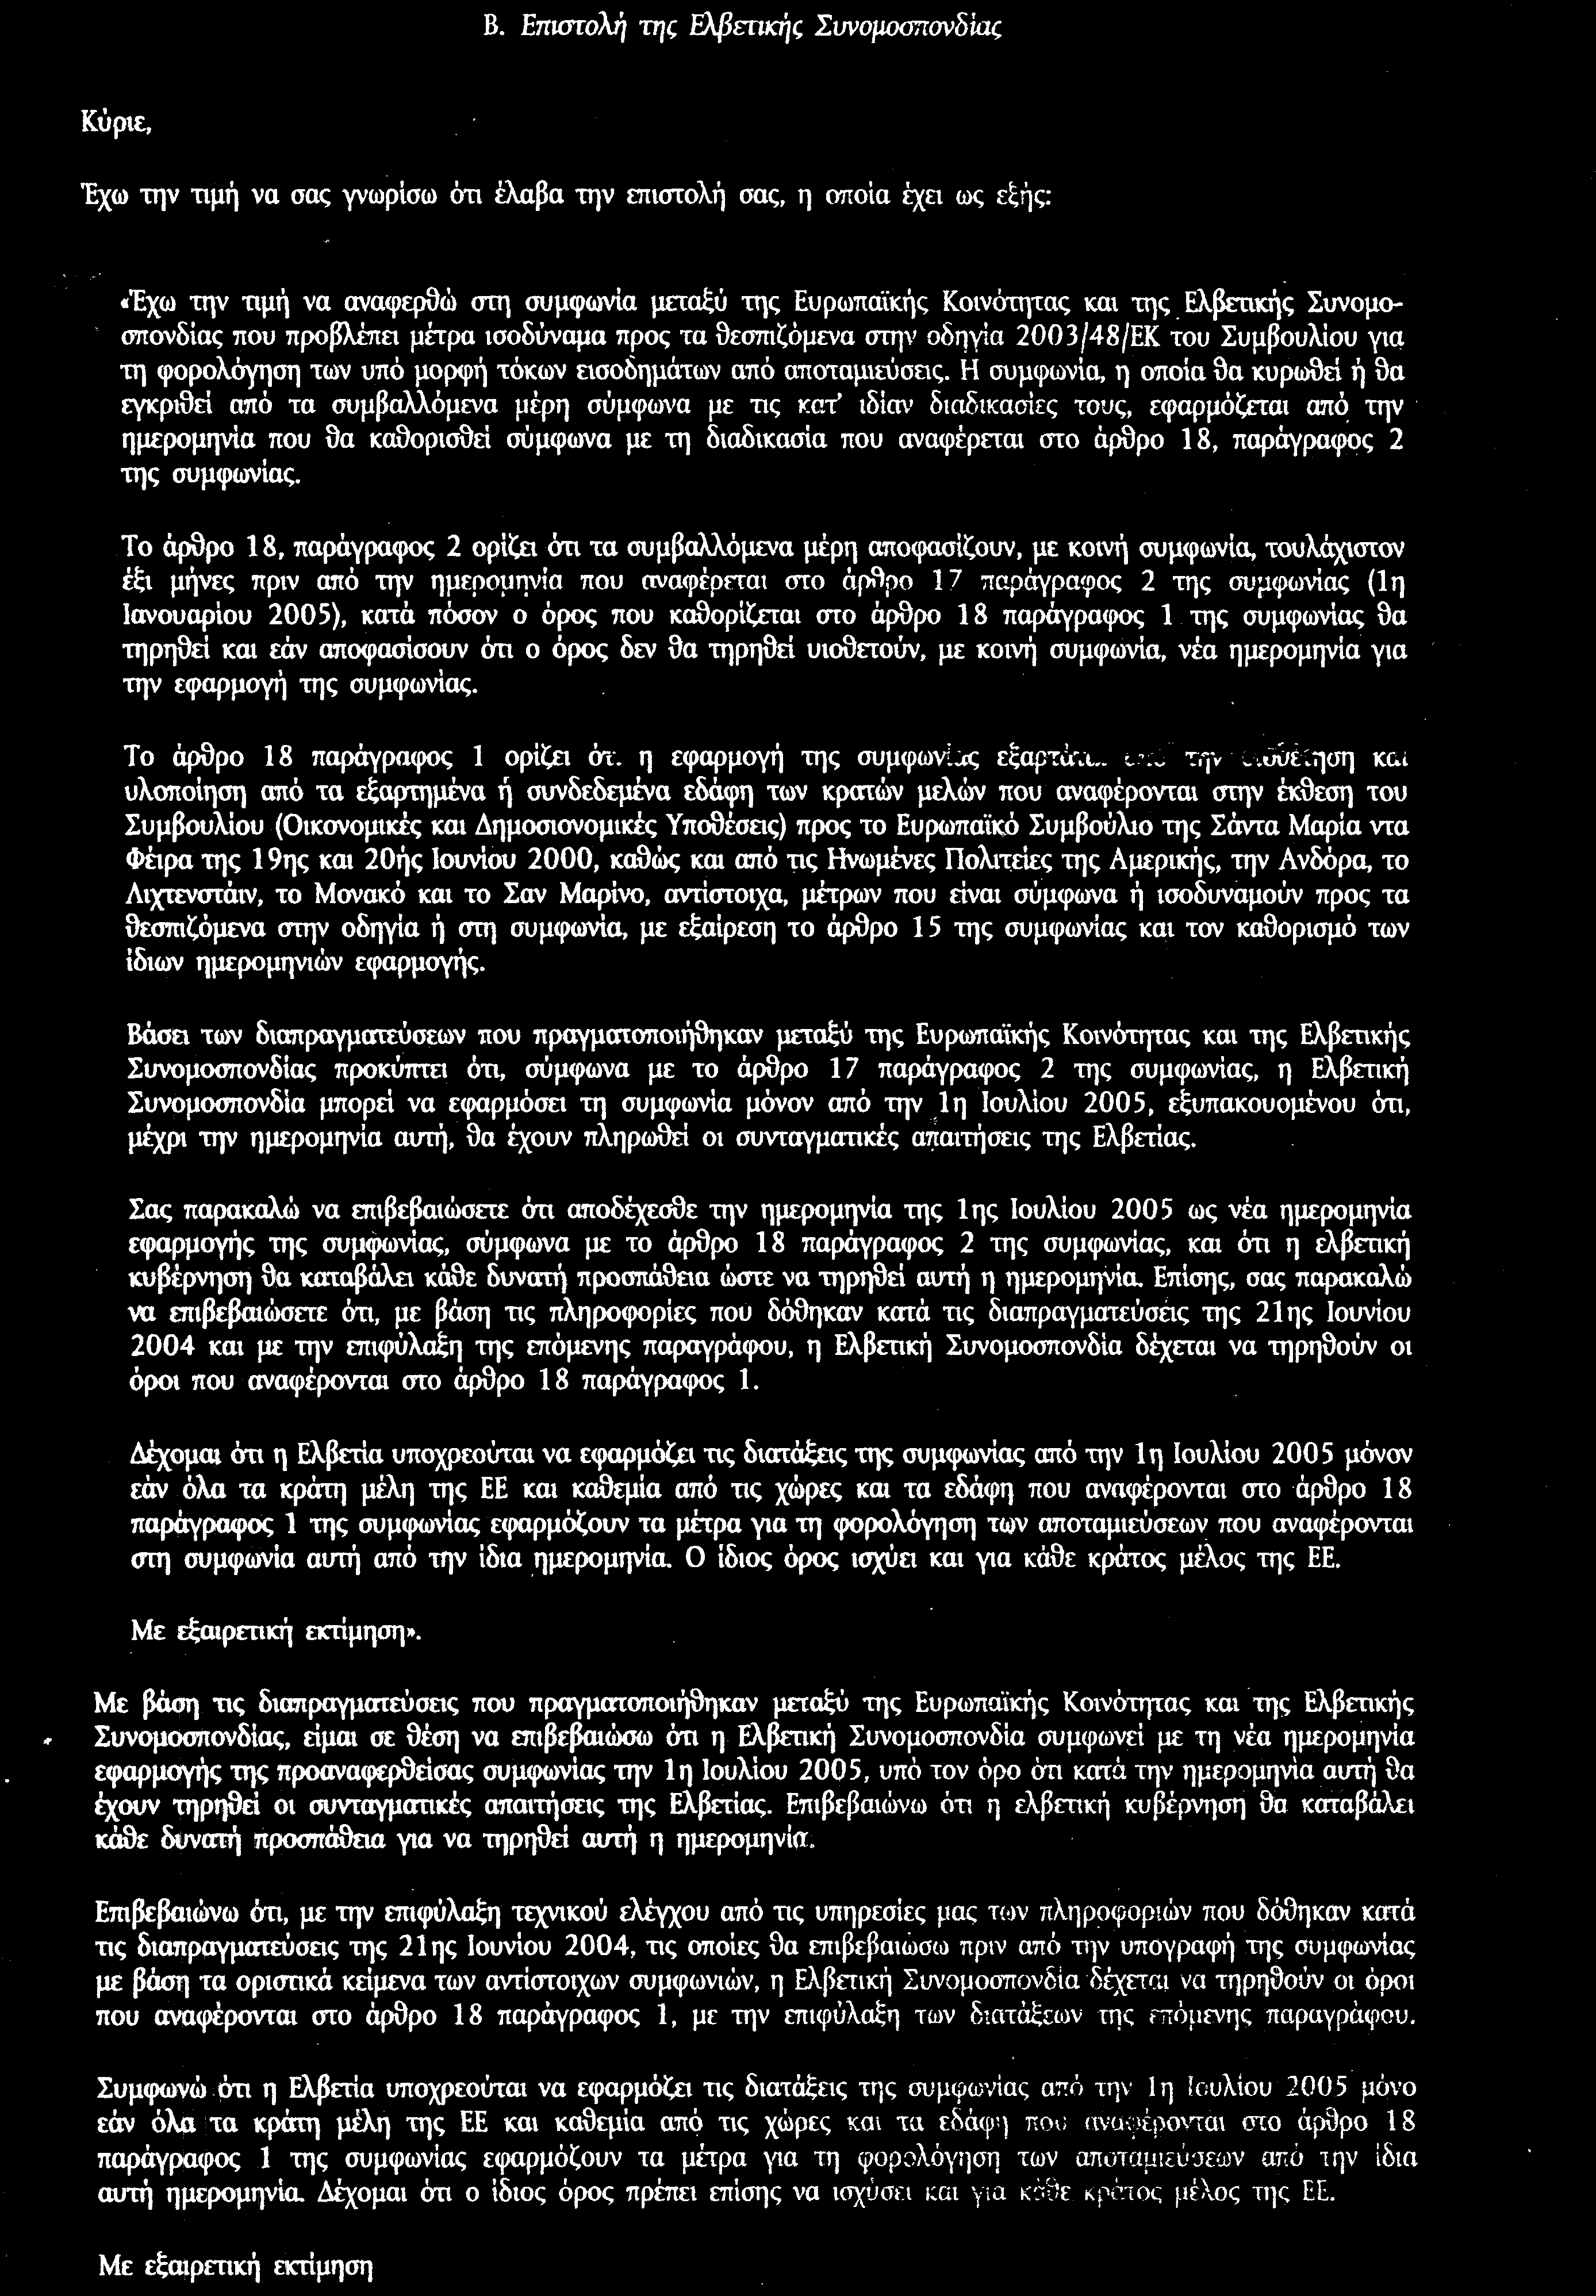 Β. Επιστολή της Ελβετικής Συνομοσπονδίας
Κύριε,
Έχω την τιμή να σας γνωρίσω ότι έλαβα την επιστολή σας, η οποία έχει ως εξής:
«Έχω την τιμή να αναφερθώ στη συμφωνία μεταξύ της Ευρωπαϊκής Κοινότητας και της Ελβετικής Συνομο-
σπονδίας που προβλέπει μέτρα ισοδύναμα προς τα θεσπιζόμενα στην οδηγία 2003/48/ΕΚ του Συμβουλίου για
τη φορολόγηση των υπό μορφή τόκων εισοδημάτων από αποταμιεύσεις. Η συμφωνία, η οποία θα κυρωθεί ή θα
εγκριθεί από τα συμβαλλόμενα μέρη σύμφωνα με τις κατ' ιδίαν διαδικασίες τους, εφαρμόζεται από την
ημερομηνία που θα καθορισθεί σύμφωνα με τη διαδικασία που αναφέρεται στο άρθρο 18, παράγραφος 2
της συμφωνίας.
Το άρθρο 18, παράγραφος 2 ορίζει ότι τα συμβαλλόμενα μέρη αποφασίζουν, με κοινή συμφωνία, τουλάχιστον
έξι μήνες πριν από την ημερομηνία που αναφέρεται στο άρθρο 17 παράγραφος 2 της συμφωνίας (1η
Ιανουαρίου 2005), κατά πόσον ο όρος που καθορίζεται στο άρθρο 18 παράγραφος 1 της συμφωνίας θα
τηρηθεί και εάν αποφασίσουν ότι ο όρος δεν θα τηρηθεί υιοθετούν, με κοινή συμφωνία, νέα ημερομηνία για
την εφαρμογή της συμφωνίας.
Το άρθρο 18 παράγραφος 1 ορίζει ότι η εφαρμογή της συμφωνίας εξαρτάται από την υιοθέτηση και
υλοποίηση από τα εξαρτημένα ή συνδεδεμένα εδάφη των κρατών μελών που αναφέρονται στην έκθεση του
Συμβουλίου (Οικονομικές και Δημοσιονομικές Υποθέσεις) προς το Ευρωπαϊκό Συμβούλιο της Σάντα Μαρία ντα
Φέιρα της 19ης και 20ής Ιουνίου 2000, καθώς και από τις Ηνωμένες Πολιτείες της Αμερικής, την Ανδόρα, το
Λιχτενστάιν, το Μονακό και το Σαν Μαρίνο, αντίστοιχα, μέτρων που είναι σύμφωνα ή ισοδυναμούν προς τα
θεσπιζόμενα στην οδηγία ή στη συμφωνία, με εξαίρεση το άρθρο 15 της συμφωνίας και τον καθορισμό των
ίδιων ημερομηνιών εφαρμογής.
Βάσει των διαπραγματεύσεων που πραγματοποιήθηκαν μεταξύ της Ευρωπαϊκής Κοινότητας και της Ελβετικής
Συνομοσπονδίας προκύπτει ότι, σύμφωνα με το άρθρο 17 παράγραφος 2 της συμφωνίας, η Ελβετική
Συνομοσπονδία μπορεί να εφαρμόσει τη συμφωνία μόνον από την 1η Ιουλίου 2005, εξυπακουομένου ότι,
μέχρι την ημερομηνία αυτή, θα έχουν πληρωθεί οι συνταγματικές απαιτήσεις της Ελβετίας.
Σας παρακαλώ να επιβεβαιώσετε ότι αποδέχεσθε την ημερομηνία της 1ης Ιουλίου 2005 ως νέα ημερομηνία
εφαρμογής της συμφωνίας, σύμφωνα με το άρθρο 18 παράγραφος 2 της συμφωνίας, και ότι η ελβετική
κυβέρνηση θα καταβάλει κάθε δυνατή προσπάθεια ώστε να τηρηθεί αυτή η ημερομηνία. Επίσης, σας παρακαλώ
να επιβεβαιώσετε ότι, με βάση τις πληροφορίες που δόθηκαν κατά τις διαπραγματεύσεις της 21ης Ιουνίου
2004 και με την επιφύλαξη της επόμενης παραγράφου, η Ελβετική Συνομοσπονδία δέχεται να τηρηθούν οι
όροι που αναφέρονται στο άρθρο 18 παράγραφος 1.
Δέχομαι ότι η Ελβετία υποχρεούται να εφαρμόζει τις διατάξεις της συμφωνίας από την 1η Ιουλίου 2005 μόνον
εάν όλα τα κράτη μέλη της ΕΕ και καθεμία από τις χώρες και τα εδάφη που αναφέρονται στο άρθρο 18
παράγραφος 1 της συμφωνίας εφαρμόζουν τα μέτρα για τη φορολόγηση των αποταμιεύσεων που αναφέρονται
στη συμφωνία αυτή από την ίδια ημερομηνία. Ο ίδιος όρος ισχύει και για κάθε κράτος μέλος της ΕΕ.
Με εξαιρετική εκτίμηση».
Με βάση τις διαπραγματεύσεις που πραγματοποιήθηκαν μεταξύ της Ευρωπαϊκής Κοινότητας και της Ελβετικής
Συνομοσπονδίας, είμαι σε θέση να επιβεβαιώσω ότι η Ελβετική Συνομοσπονδία συμφωνεί με τη νέα ημερομηνία
εφαρμογής της προαναφερθείσας συμφωνίας την 1η Ιουλίου 2005, υπό τον όρο ότι κατά την ημερομηνία αυτή θα
έχουν τηρηθεί οι συνταγματικές απαιτήσεις της Ελβετίας. Επιβεβαιώνω ότι η ελβετική κυβέρνηση θα καταβάλει
κάθε δυνατή προσπάθεια για να τηρηθεί αυτή η ημερομηνία.
Επιβεβαιώνω ότι, με την επιφύλαξη τεχνικού ελέγχου από τις υπηρεσίες μας των πληροφοριών που δόθηκαν κατά
τις διαπραγματεύσεις της 21ης Ιουνίου 2004, τις οποίες θα επιβεβαιώσω πριν από την υπογραφή της συμφωνίας
με βάση τα οριστικά κείμενα των αντίστοιχων συμφωνιών, η Ελβετική Συνομοσπονδία δέχεται να τηρηθούν οι όροι
που αναφέρονται στο άρθρο 18 παράγραφος 1, με την επιφύλαξη των διατάξεων της επόμενης παραγράφου.
Συμφωνώ ότι η Ελβετία υποχρεούται να εφαρμόζει τις διατάξεις της συμφωνίας από την 1η Ιουλίου 2005 μόνο
εάν όλα τα κράτη μέλη της ΕΕ και καθεμία από τις χώρες και τα εδάφη που αναφέρονται στο άρθρο 18
παράγραφος 1 της συμφωνίας εφαρμόζουν τα μέτρα για τη φορολόγηση των αποταμιεύσεων από την ίδια
αυτή ημερομηνία. Δέχομαι ότι ο ίδιος όρος πρέπει επίσης να ισχύσει και για κάθε κράτος μέλος της ΕΕ.
Με εξαιρετική εκτίμηση